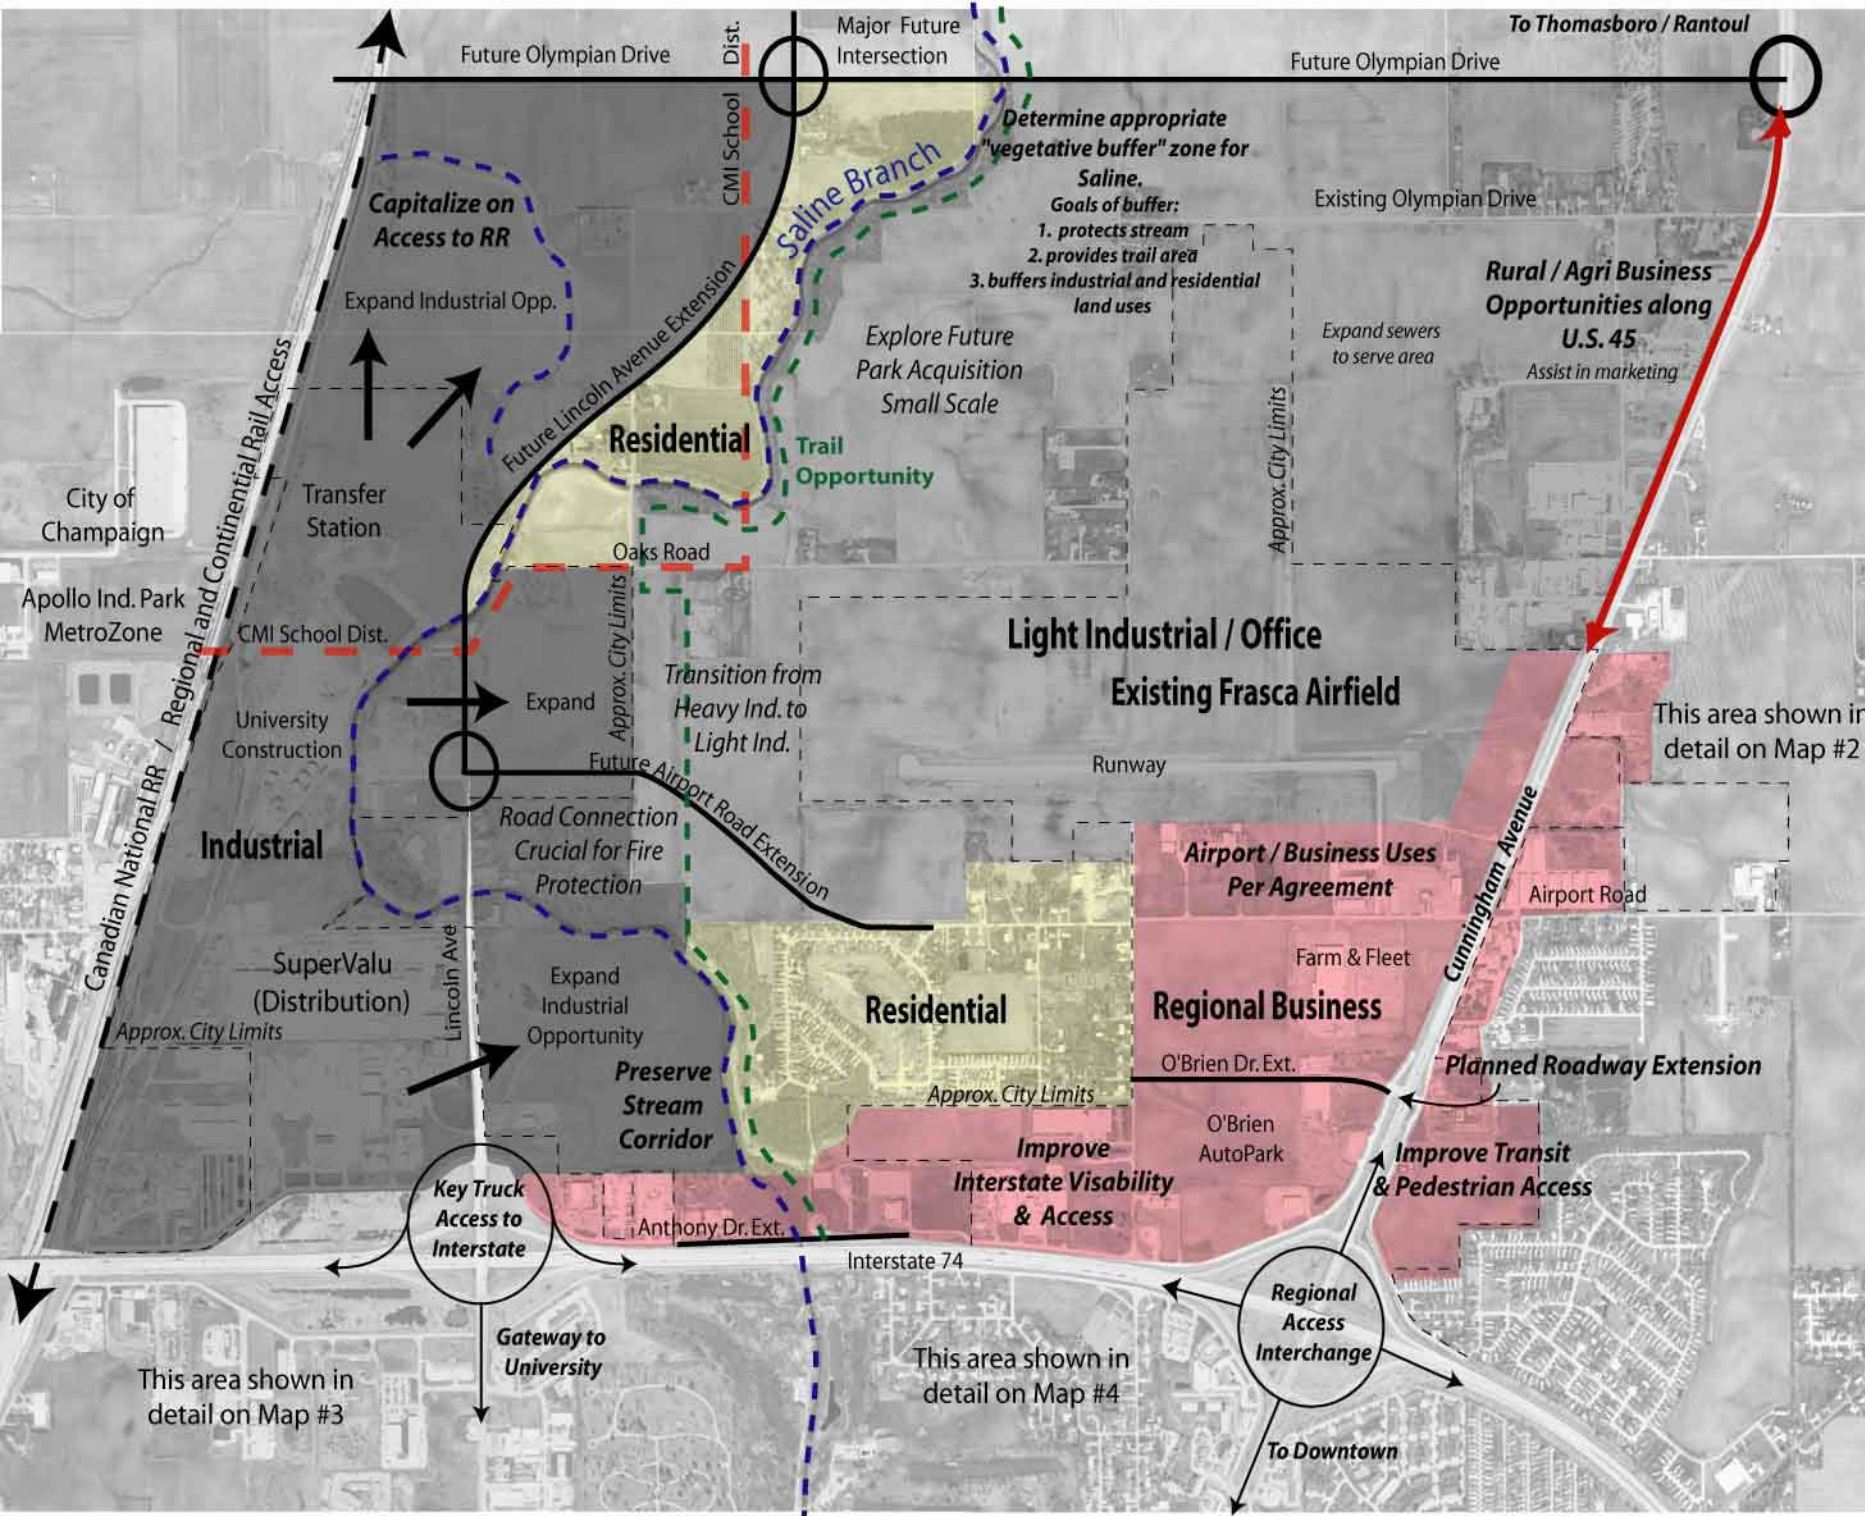 To Thomasboro / Rantoul
Major Future
Intersection
Future Olympian Drive
Future Olympian Drive
CMI School Dist.
Determine appropriate
"vegetative buffer" zone for
Saline.
Goals of buffer:
1. protects stream
2. provides trail area
3. buffers industrial and residential
land uses
Saline Branch
Existing Olympian Drive
Capitalize on
Access to RR
Expand Industrial Opp.
Future Lincoln Avenue Extension
Rural / Agri Business
Opportunities along
U.S. 45
Assist in marketing
Expand sewers
to serve area
Explore Future
Park Acquisition
Small Scale
Approx. City Limits
Residential
Trail
Opportunity
City of
Champaign
Transfer
Station
Oaks Road
Apollo Ind. Park
MetroZone
CMI School Dist.
Canadian National RR / Regional and Continental Rail Access
Approx. City Limits
Light Industrial / Office
Existing Frasca Airfield
Transition from
Heavy Ind. to
Light Ind.
Expand
University
Construction
This area shown in
detail on Map #2
Runway
Future Airport Road Extension
Road Connection
Crucial for Fire
Protection
Industrial
Airport / Business Uses
Per Agreement
Cunningham Avenue
Airport Road
Farm & Fleet
SuperValu
(Distribution)
Lincoln Ave
Expand
Industrial
Opportunity
Residential
Regional Business
Approx. City Limits
O'Brien Dr. Ext.
Planned Roadway Extension
Preserve
Stream
Corridor
Approx. City Limits
O'Brien
AutoPark
Improve
Interstate Visability
& Access
Improve Transit
& Pedestrian Access
Key Truck
Access to
Interstate
Anthony Dr. Ext.
Interstate 74
Regional
Access
Interchange
Gateway to
University
This area shown in
detail on Map #3
This area shown in
detail on Map #4
To Downtown